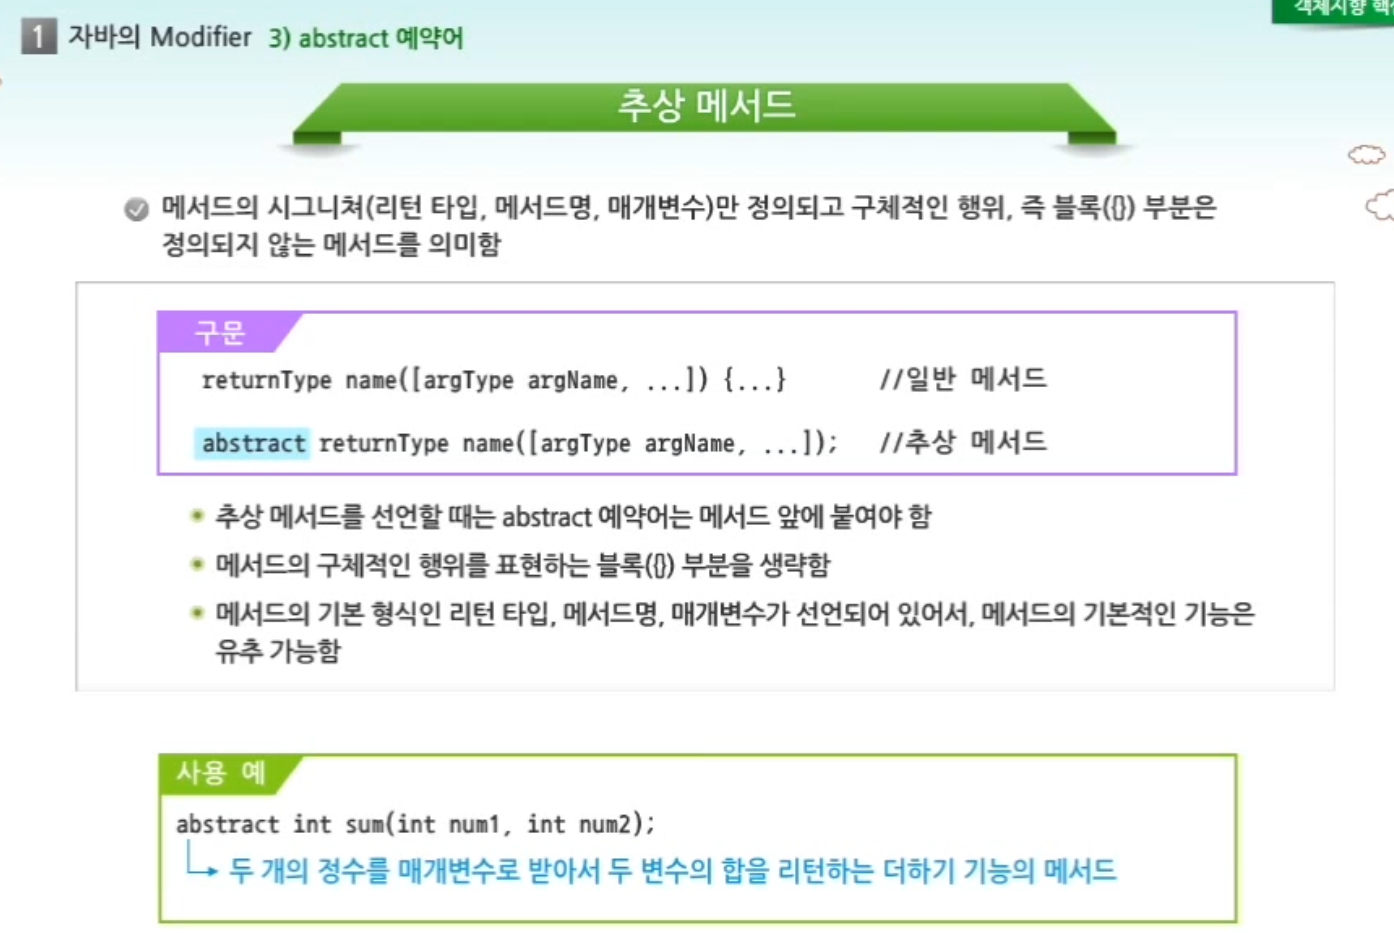 객체지향 핵심
1 자바의 Modifier 3) abstract 예약어
추상 메서드
메서드의 시그니쳐(리턴 타입, 메서드명, 매개변수)만 정의되고 구체적인 행위, 즉 블록({}) 부분은
정의되지 않는 메서드를 의미함
구문
returnType name([argType argName, ...]) {...} //일반 메서드
abstract returnType name([argType argName, ...]); //추상 메서드
추상 메서드를 선언할 때는 abstract 예약어는 메서드 앞에 붙여야 함
메서드의 구체적인 행위를 표현하는 블록({}) 부분을 생략함
메서드의 기본 형식인 리턴 타입, 메서드명, 매개변수가 선언되어 있어서, 메서드의 기본적인 기능은
유추 가능함
사용 예
abstract int sum(int num1, int num2);
두 개의 정수를 매개변수로 받아서 두 변수의 합을 리턴하는 더하기 기능의 메서드